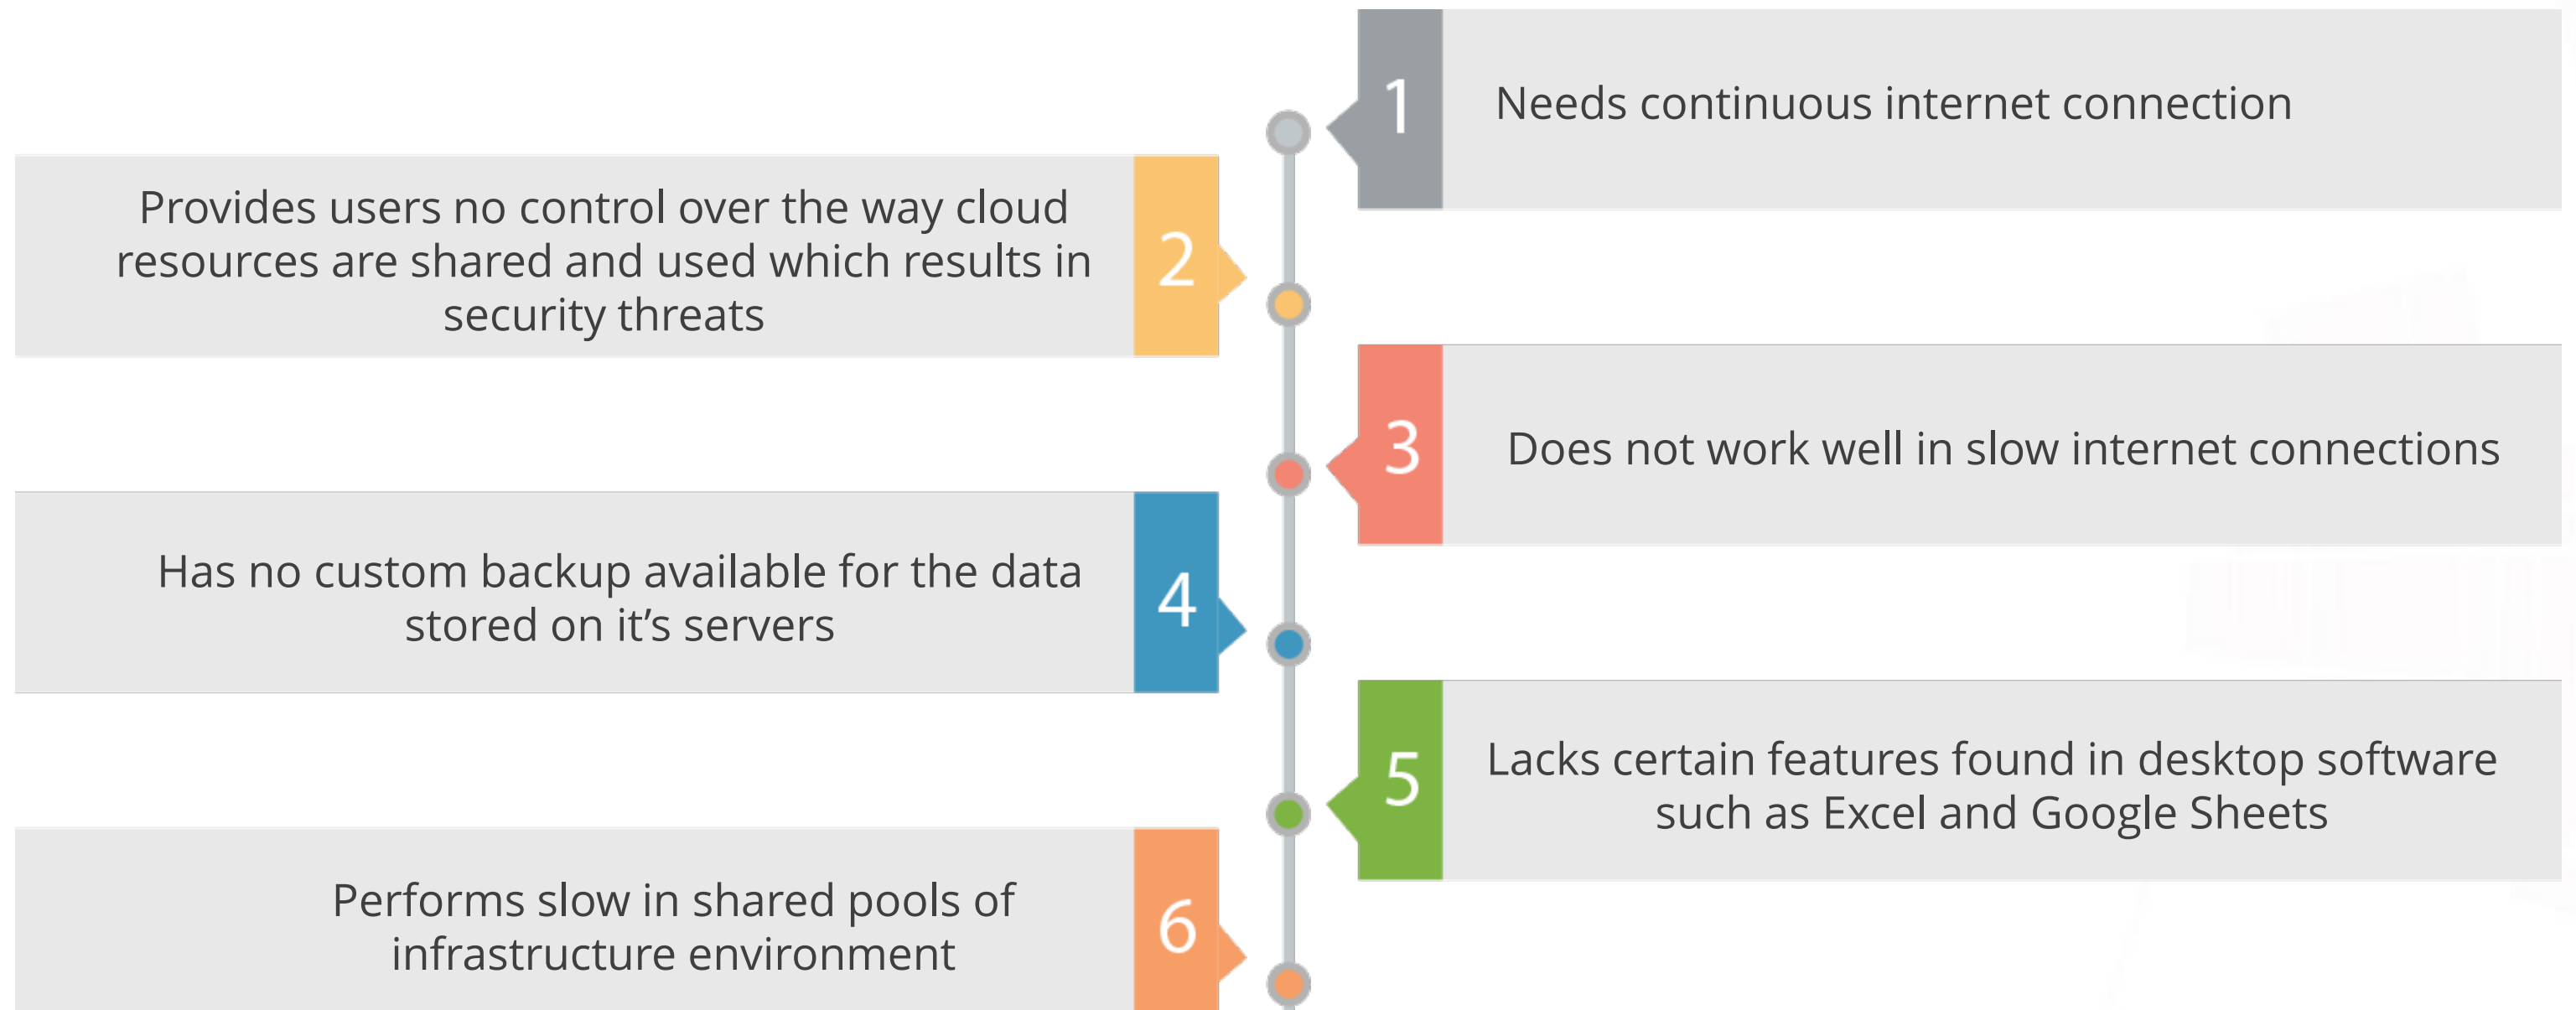 1
Needs continuous internet connection
2
Provides users no control over the way cloud
resources are shared and used which results in
security threats
3
Does not work well in slow internet connections
4
Has no custom backup available for the data
stored on it’s servers
5
Lacks certain features found in desktop software
such as Excel and Google Sheets
6
Performs slow in shared pools of
infrastructure environment